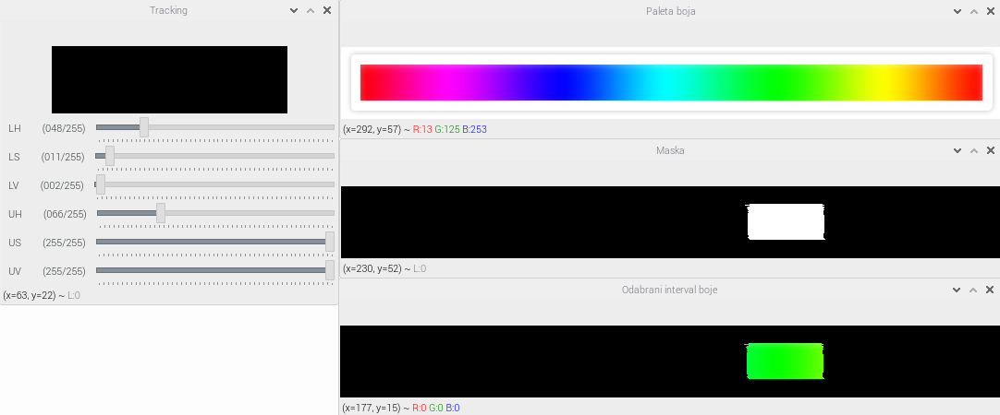 Tracking
LH (048/255)
LS (011/255)
LV (002/255)
UH (066/255)
US (255/255)
UV (255/255)
(x=63, y=22) ~ L:0
Paleta boja
(x=292, y=57) ~ R:13 G:125 B:253
Maska
(x=230, y=52) ~ L:0
Odabrani interval boje
(x=177, y=15) ~ R:0 G:0 B:0